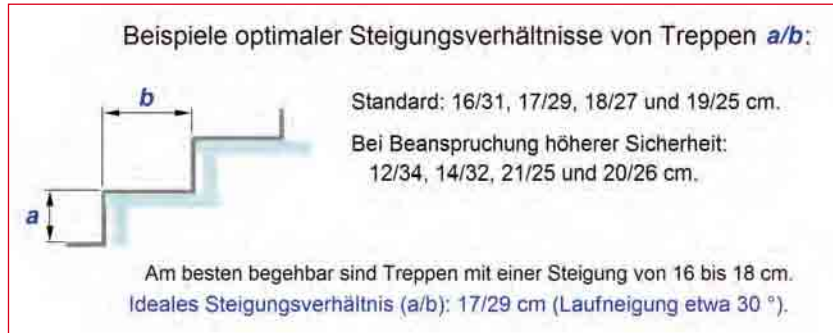 Beispiele optimaler Steigungsverhältnisse von Treppen a/b:
b
Standard: 16/31, 17/29, 18/27 und 19/25 cm.
Bei Beanspruchung höherer Sicherheit:
12/34, 14/32, 21/25 und 20/26 cm.
a
Am besten begehbar sind Treppen mit einer Steigung von 16 bis 18 cm.
Ideales Steigungsverhältnis (a/b): 17/29 cm (Laufneigung etwa 30 °).